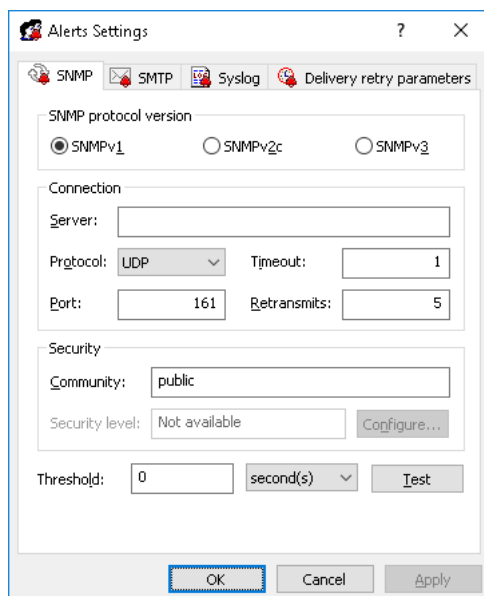 Alerts Settings ?
SNMP SMTP Syslog Delivery retry parameters
SNMP protocol version
SNMPv1 SNMPv2c SNMPv3
Connection
Server:
Protocol: UDP Timeout: 1
Port: 161 Retransmits: 5
Security
Community: public
Security level: Not available Configure...
Threshold: 0 second(s) Test
OK Cancel Apply